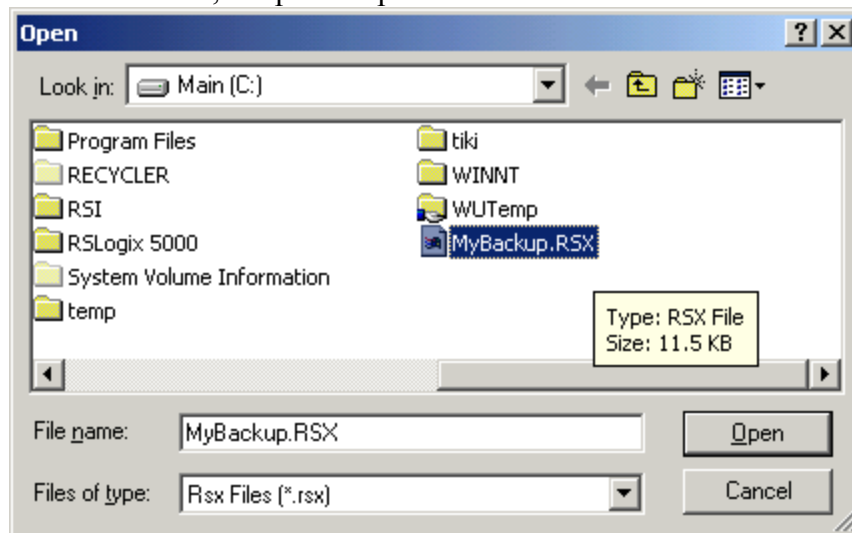 Open
Look in: Main (C:)
Program Files
RECYCLER
RSI
RSLogix 5000
System Volume Information
temp
tiki
WINNT
WUTemp
MyBackup.RSX
Type: RSX File
Size: 11.5 KB
File name: MyBackup.RSX
Open
Files of type: Rsx Files (*.rsx)
Cancel